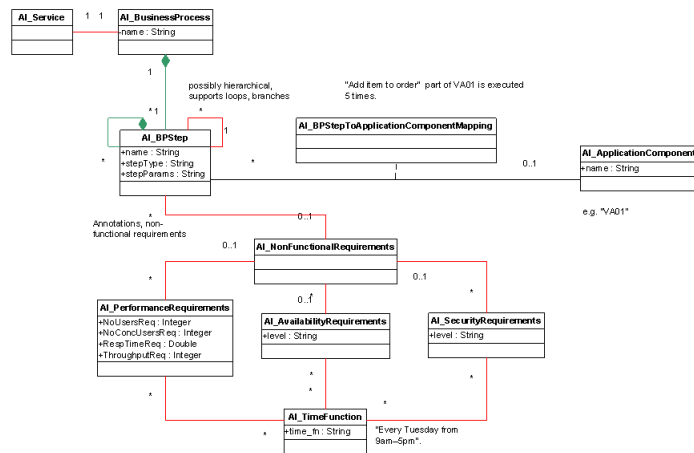 AI_Service
1 1
AI_BusinessProcess
-name : String
1
possibly hierarchical,
supports loops, branches
"Add item to order" part of VA01 is executed
5 times.
* 1
*
1
AI_BPStep
+name : String
+stepType : String
+stepParams : String
*
*
AI_BPStepToApplicationComponentMapping
0..1
AI_ApplicationComponent
+name : String
e.g. "VA01"
Annotations, non-
functional requirements
*
0..1
AI_NonFunctionalRequirements
0..1
0..1
*
*
*
0..1
AI_PerformanceRequirements
+NoUsersReq : Integer
+NoConcUsersReq : Integer
+RespTimeReq : Double
+ThroughputReq : Integer
AI_AvailabilityRequirements
+level : String
AI_SecurityRequirements
+level : String
*
*
*
*
*
*
AI_TimeFunction
+time_fn : String
"Every Tuesday from
9am–5pm".